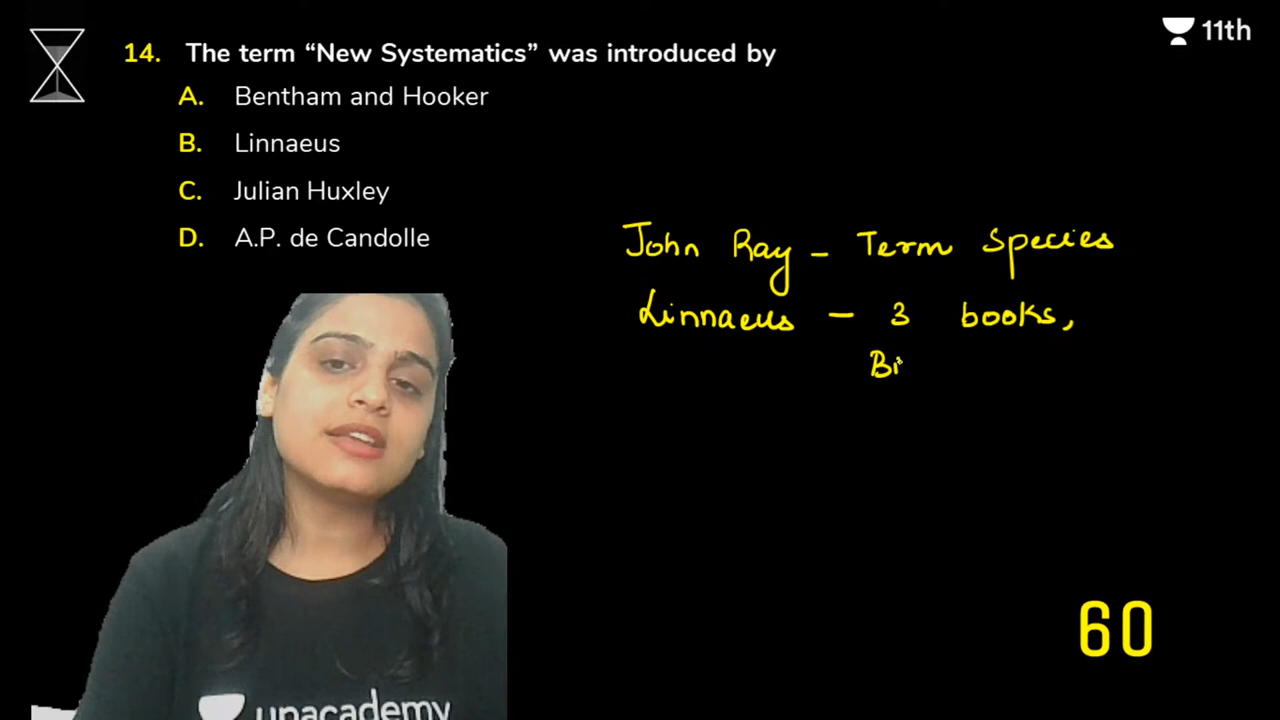 11th
14. The term “New Systematics” was introduced by
A. Bentham and Hooker
B. Linnaeus
C. Julian Huxley
D. A.P. de Candolle
John Ray – Term Species
Linnaeus – 3 books,
Bi
unacademy
60